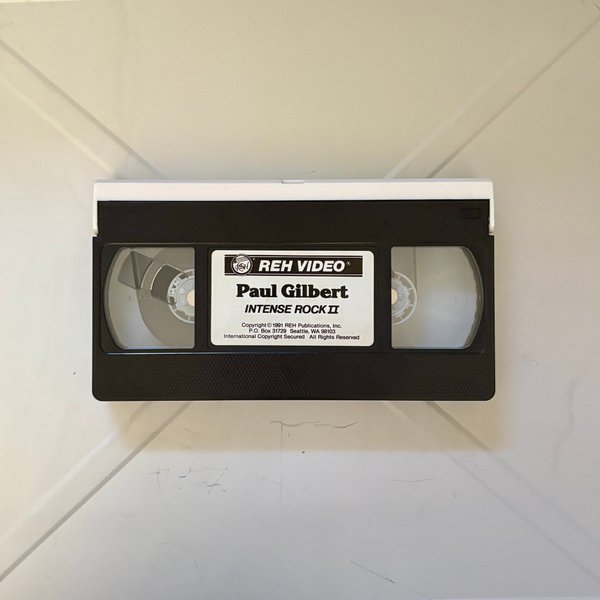 REH REH VIDEO®
Paul Gilbert
INTENSE ROCK II
Copyright © 1991 REH Publications, Inc.
P.O. Box 31729 Seattle, WA 98103
International Copyright Secured All Rights Reserved